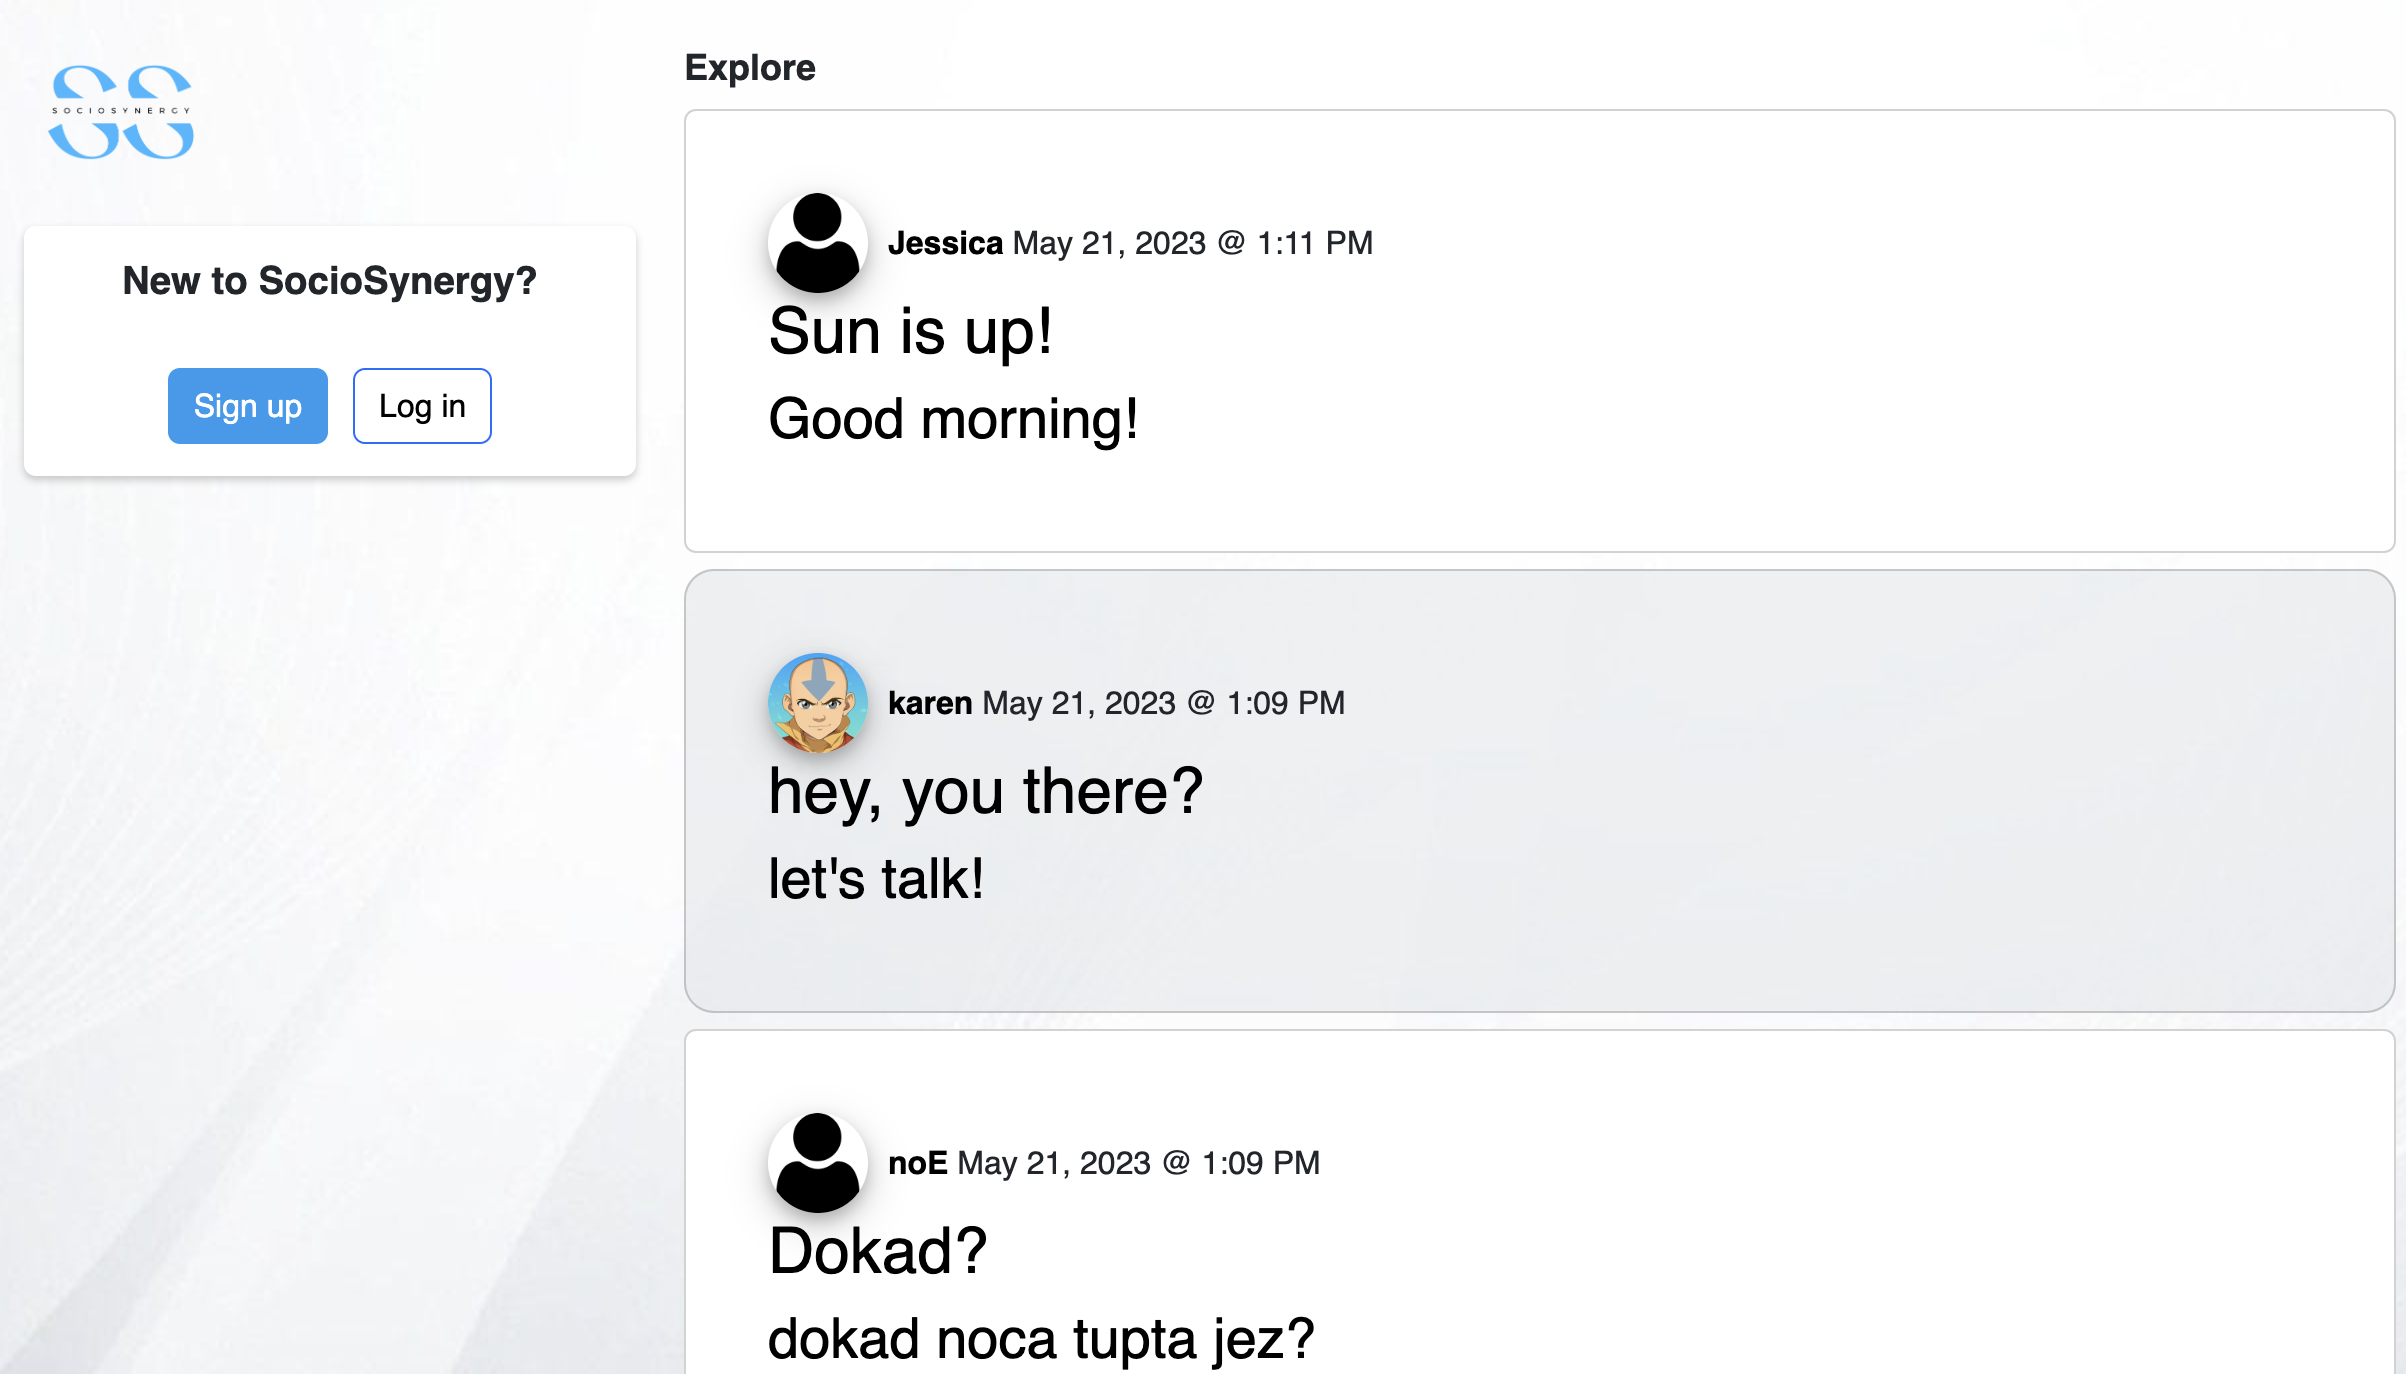 SOCIOSYNERGY
New to SocioSynergy?
Sign up
Log in
Explore
Jessica May 21, 2023 @ 1:11 PM
Sun is up!
Good morning!
karen May 21, 2023 @ 1:09 PM
hey, you there?
let's talk!
noE May 21, 2023 @ 1:09 PM
Dokad?
dokad noca tupta jez?